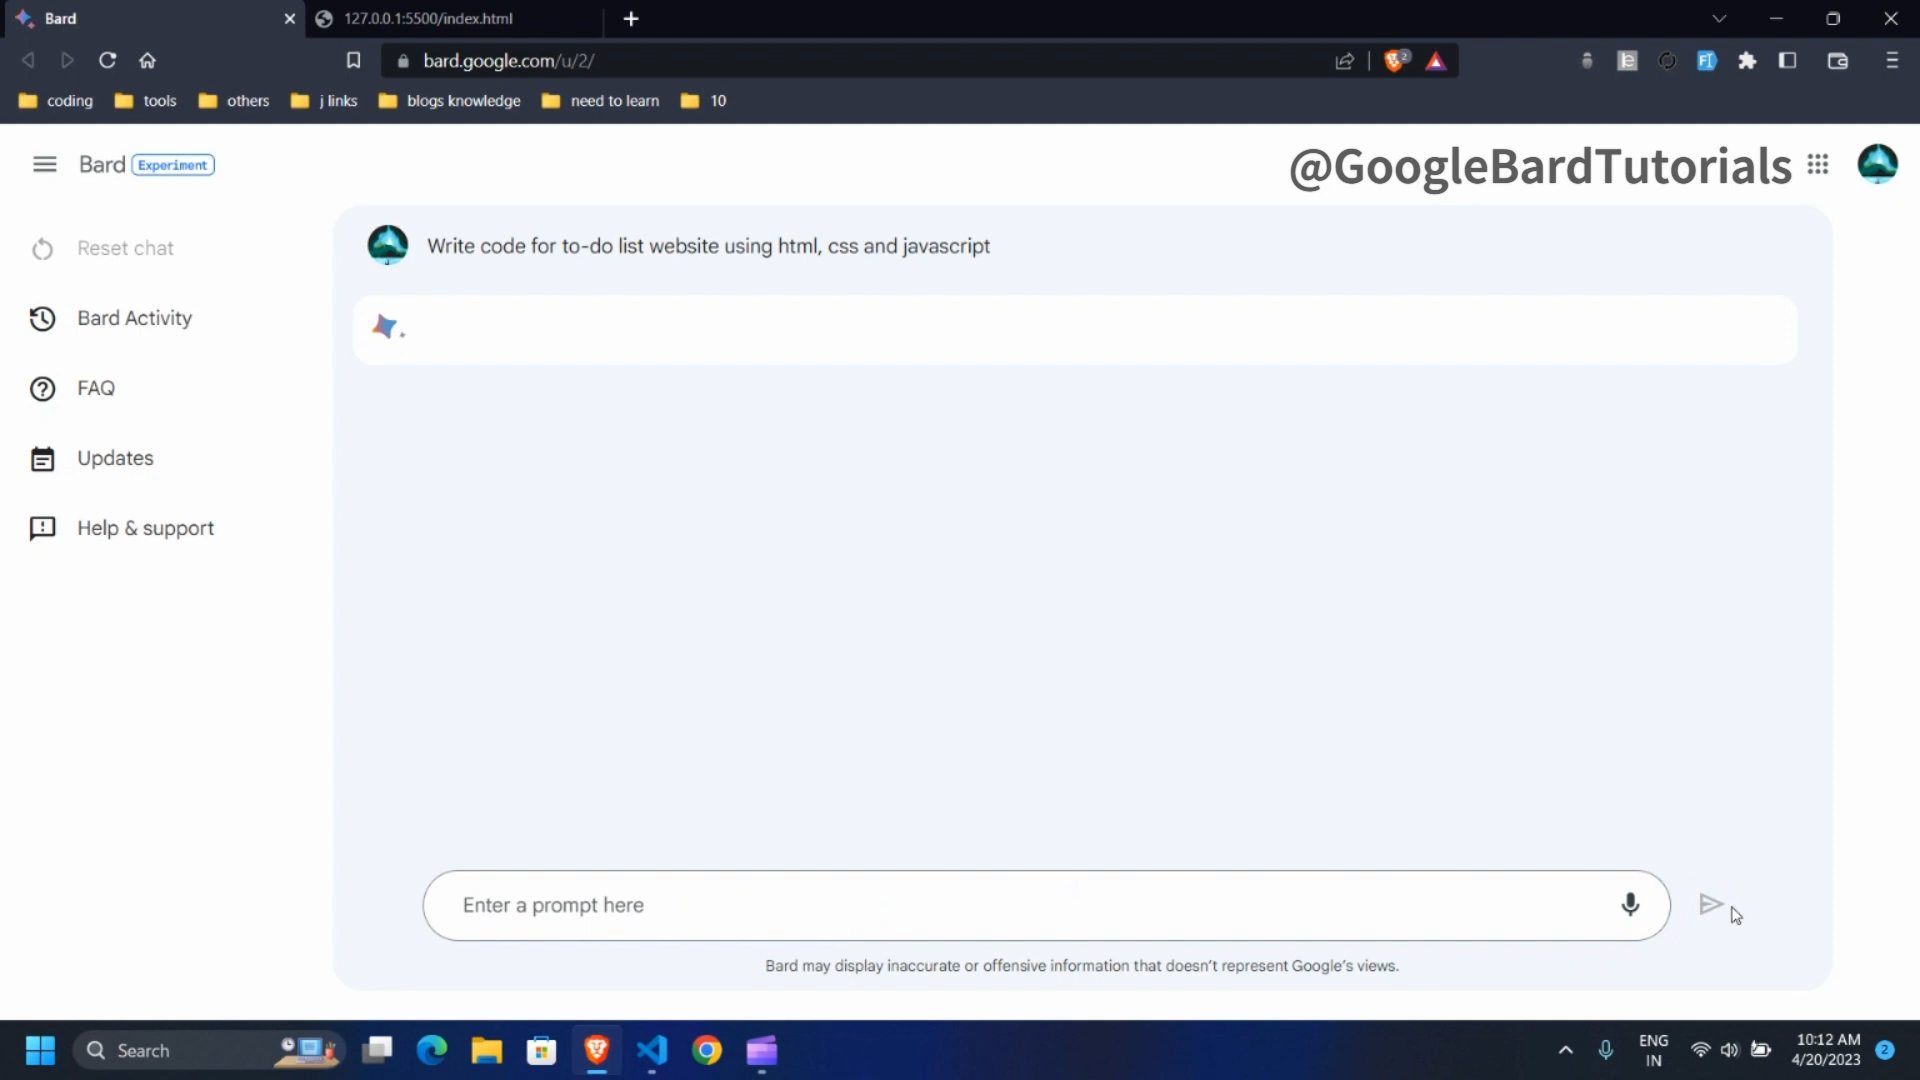 Bard
127.0.0.1:5500/index.html
bard.google.com/u/2/
2
coding
tools
others
j links
blogs knowledge
need to learn
10
Bard Experiment
@GoogleBardTutorials
Reset chat
Write code for to-do list website using html, css and javascript
Bard Activity
FAQ
Updates
Help & support
Enter a prompt here
Bard may display inaccurate or offensive information that doesn't represent Google's views.
Search
ENG
IN
10:12 AM
4/20/2023
2